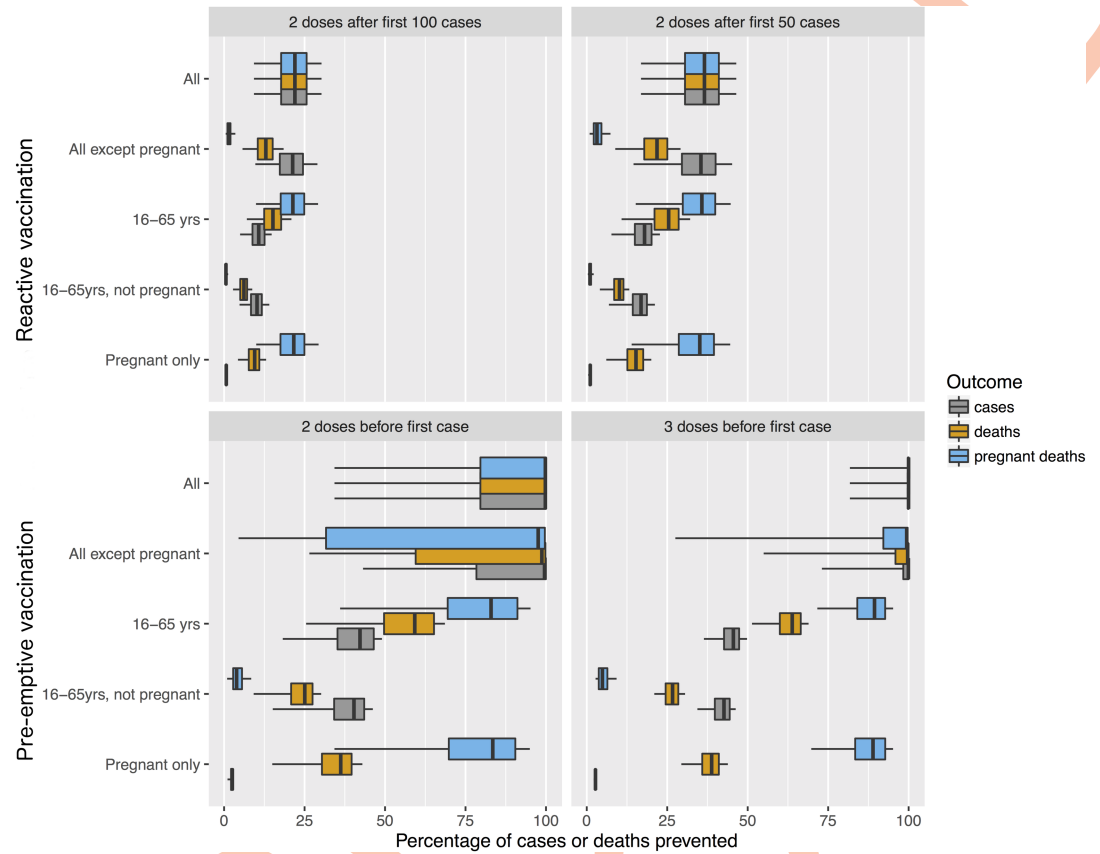 2 doses after first 100 cases
2 doses after first 50 cases
Reactive vaccination
All
All except pregnant
16–65 yrs
16–65yrs, not pregnant
Pregnant only
Outcome
cases
deaths
pregnant deaths
2 doses before first case
3 doses before first case
Pre-emptive vaccination
All
All except pregnant
16–65 yrs
16–65yrs, not pregnant
Pregnant only
0 25 50 75 100
0 25 50 75 100
Percentage of cases or deaths prevented